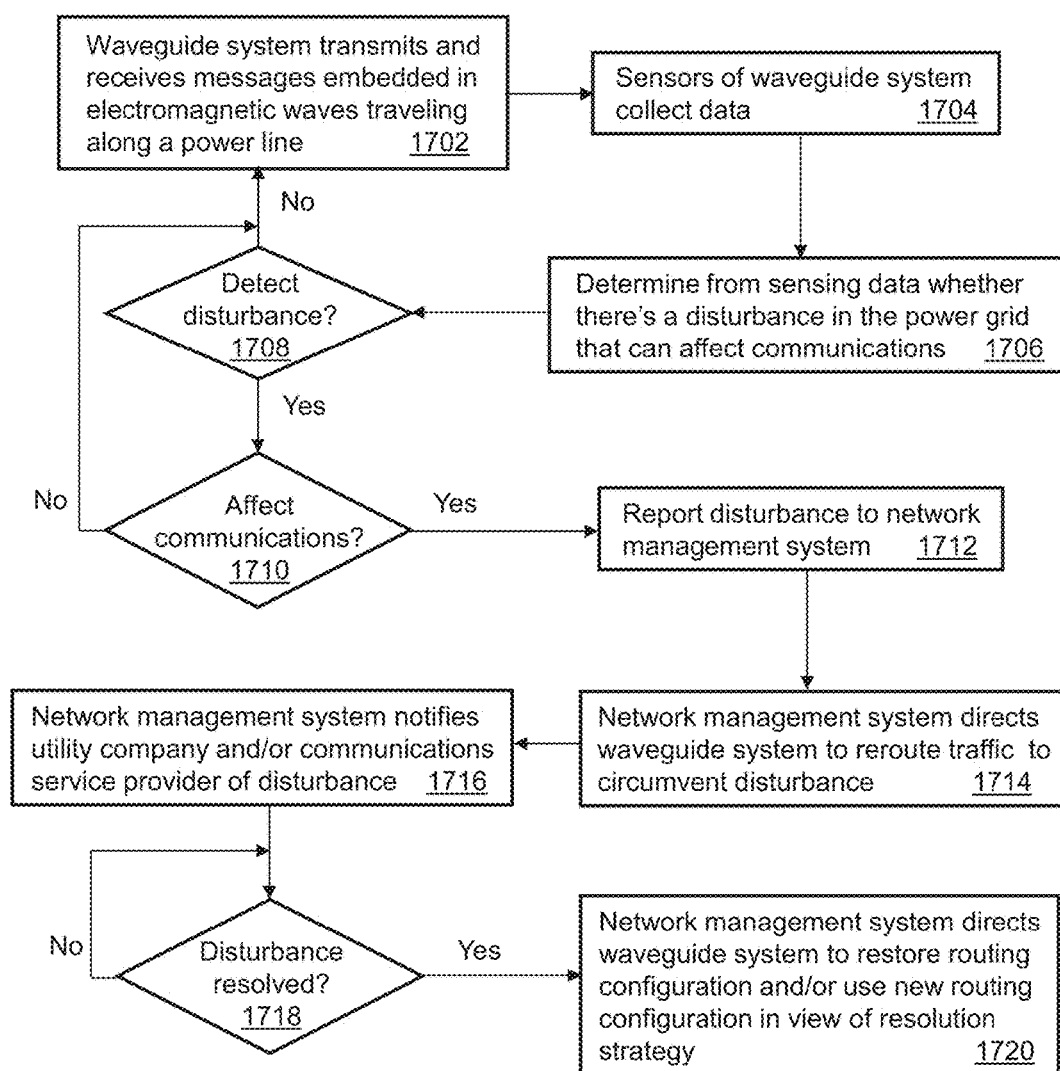 Waveguide system transmits and
receives messages embedded in
electromagnetic waves traveling
along a power line 1702
Sensors of waveguide system
collect data 1704
No
Detect
disturbance?
1708
Determine from sensing data whether
there's a disturbance in the power grid
that can affect communications 1706
Yes
No
Affect
communications?
1710
Yes
Report disturbance to network
management system 1712
Network management system notifies
utility company and/or communications
service provider of disturbance 1716
Network management system directs
waveguide system to reroute traffic to
circumvent disturbance 1714
No
Disturbance
resolved?
1718
Yes
Network management system directs
waveguide system to restore routing
configuration and/or use new routing
configuration in view of resolution
strategy 1720